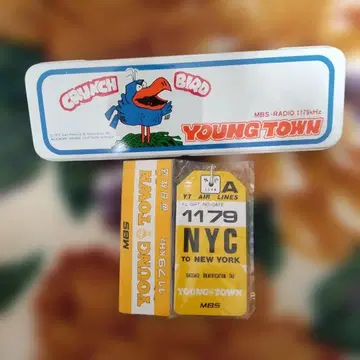 CRUNCH
BIRD
MBS-RADIO 1179kHz
YOUNG TOWN
YOUNG TOWN
MBS
1179kHz
A
YT AIR LINES
1179
NYC
TO NEW YORK
YOUNG TOWN
MBS